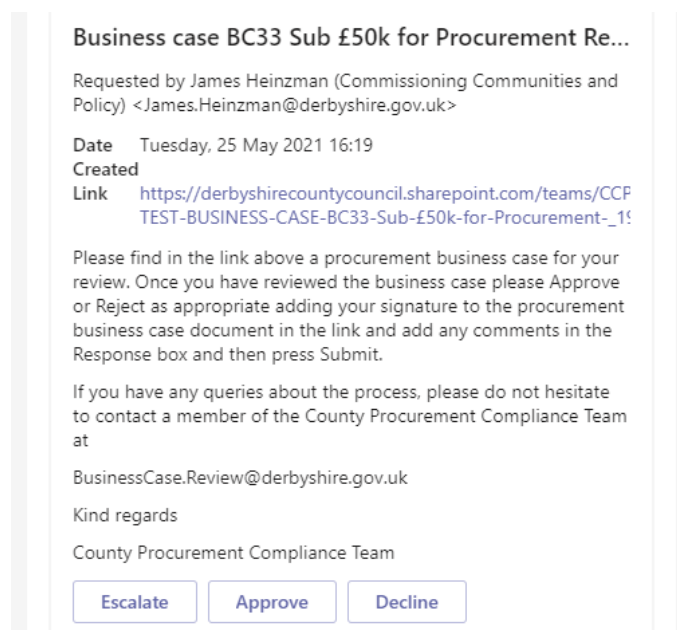 Business case BC33 Sub £50k for Procurement Re...
Requested by James Heinzman (Commissioning Communities and
Policy) <James.Heinzman@derbyshire.gov.uk>
Date Tuesday, 25 May 2021 16:19
Created
Link https://derbyshirecountycouncil.sharepoint.com/teams/CCP
TEST-BUSINESS-CASE-BC33-Sub-£50k-for-Procurement-_19
Please find in the link above a procurement business case for your
review. Once you have reviewed the business case please Approve
or Reject as appropriate adding your signature to the procurement
business case document in the link and add any comments in the
Response box and then press Submit.
If you have any queries about the process, please do not hesitate
to contact a member of the County Procurement Compliance Team
at
BusinessCase.Review@derbyshire.gov.uk
Kind regards
County Procurement Compliance Team
Escalate Approve Decline